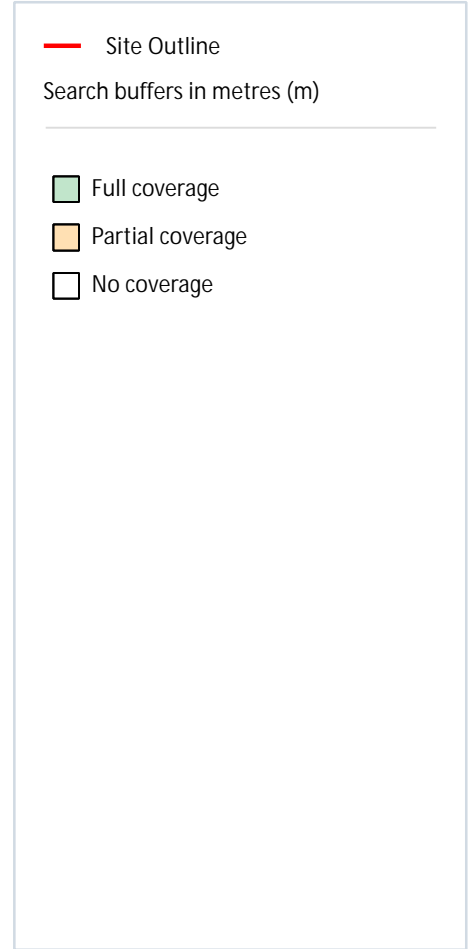 Site Outline
Search buffers in metres (m)
Full coverage
Partial coverage
No coverage